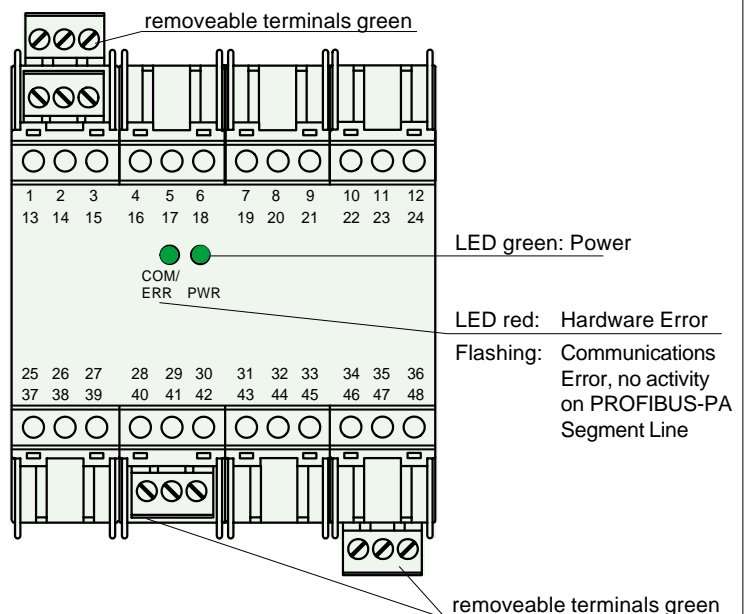 removeable terminals green
1 2 3 4 5 6 7 8 9 10 11 12
13 14 15 16 17 18 19 20 21 22 23 24
LED green: Power
COM/
ERR PWR
LED red: Hardware Error
Flashing: Communications
Error, no activity
on PROFIBUS-PA
Segment Line
25 26 27 28 29 30 31 32 33 34 35 36
37 38 39 40 41 42 43 44 45 46 47 48
removeable terminals green